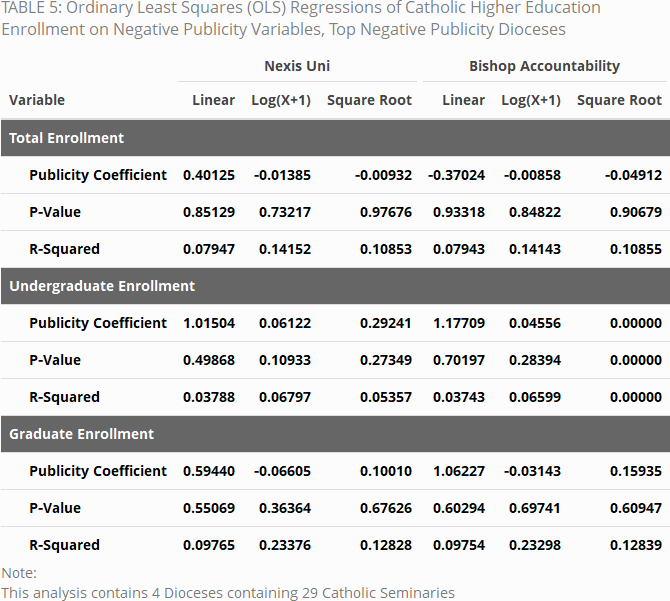 TABLE 5: Ordinary Least Squares (OLS) Regressions of Catholic Higher Education
Enrollment on Negative Publicity Variables, Top Negative Publicity Dioceses
Nexis Uni Bishop Accountability
Variable Linear Log(X+1) Square Root Linear Log(X+1) Square Root
Total Enrollment
Publicity Coefficient 0.40125 -0.01385 -0.00932 -0.37024 -0.00858 -0.04912
P-Value 0.85129 0.73217 0.97676 0.93318 0.84822 0.90679
R-Squared 0.07947 0.14152 0.10853 0.07943 0.14143 0.10855
Undergraduate Enrollment
Publicity Coefficient 1.01504 0.06122 0.29241 1.17709 0.04556 0.00000
P-Value 0.49868 0.10933 0.27349 0.70197 0.28394 0.00000
R-Squared 0.03788 0.06797 0.05357 0.03743 0.06599 0.00000
Graduate Enrollment
Publicity Coefficient 0.59440 -0.06605 0.10010 1.06227 -0.03143 0.15935
P-Value 0.55069 0.36364 0.67626 0.60294 0.69741 0.60947
R-Squared 0.09765 0.23376 0.12828 0.09754 0.23298 0.12839
Note:
This analysis contains 4 Dioceses containing 29 Catholic Seminaries